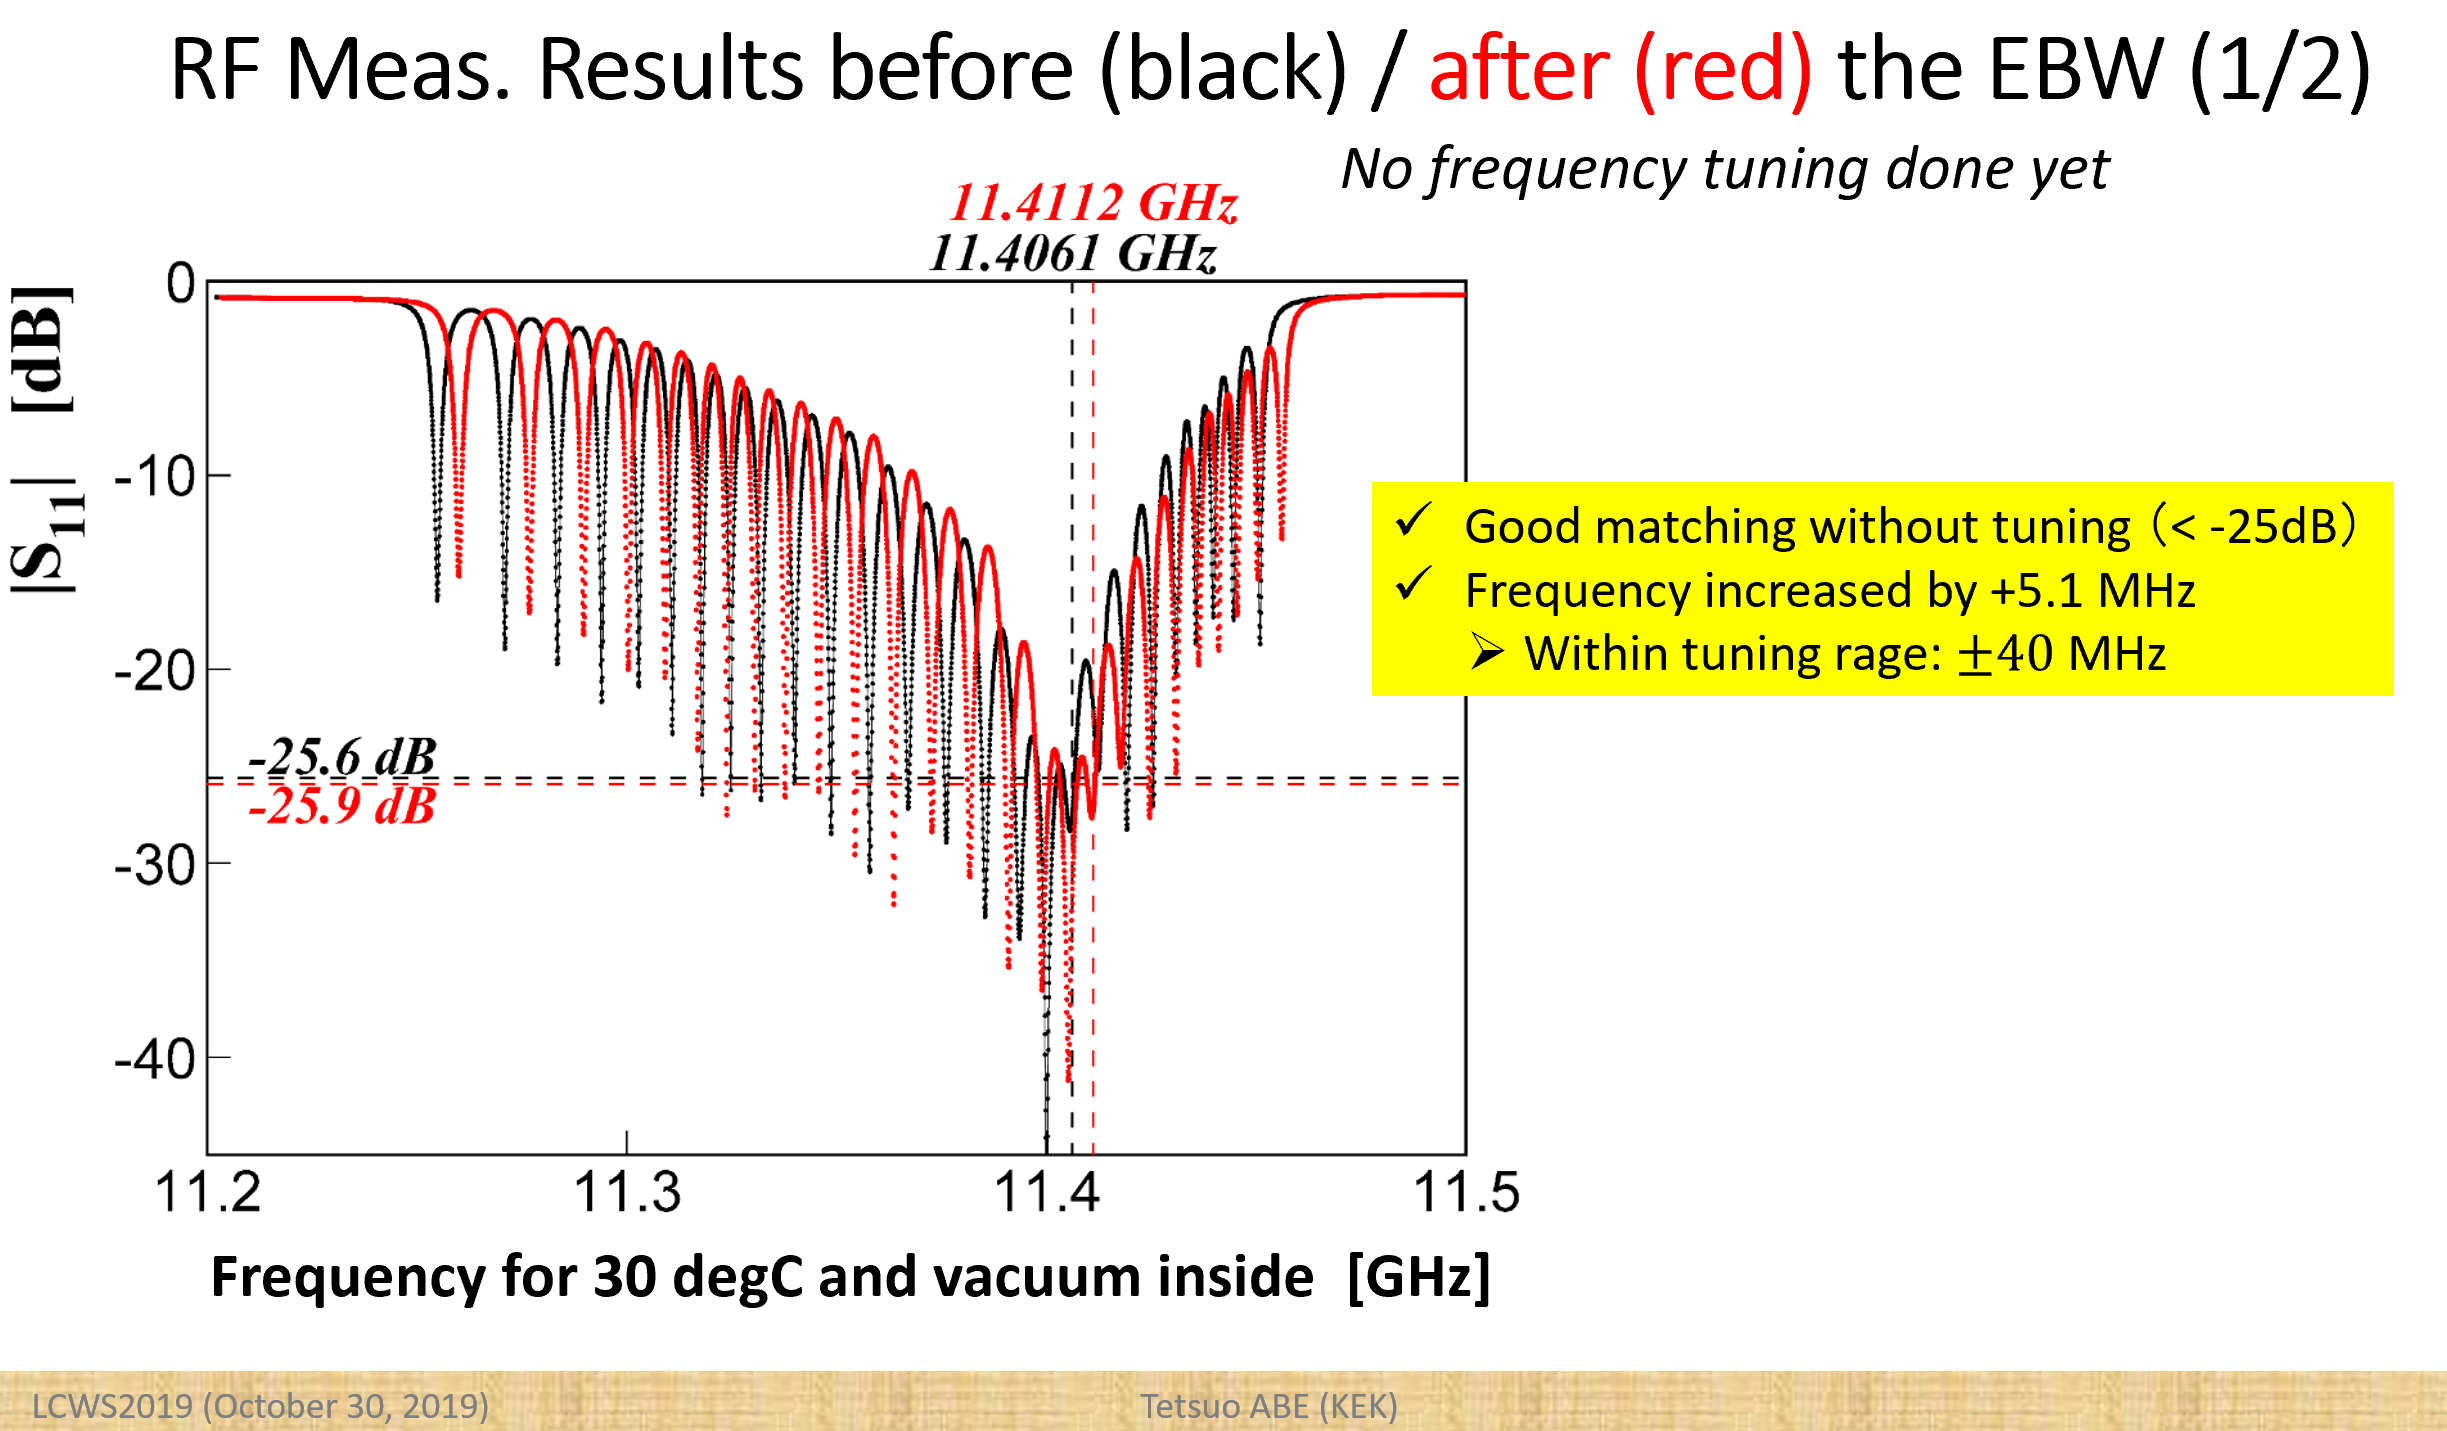 RF Meas. Results before (black) / after (red) the EBW (1/2)
No frequency tuning done yet
11.4112 GHz
11.4061 GHz
|S11| [dB]
0
-10
-20
-30
-40
-25.6 dB
-25.9 dB
11.2 11.3 11.4 11.5
Frequency for 30 degC and vacuum inside [GHz]
✓ Good matching without tuning（< -25dB）
✓ Frequency increased by +5.1 MHz
➢ Within tuning rage: ±40 MHz
LCWS2019 (October 30, 2019)
Tetsuo ABE (KEK)